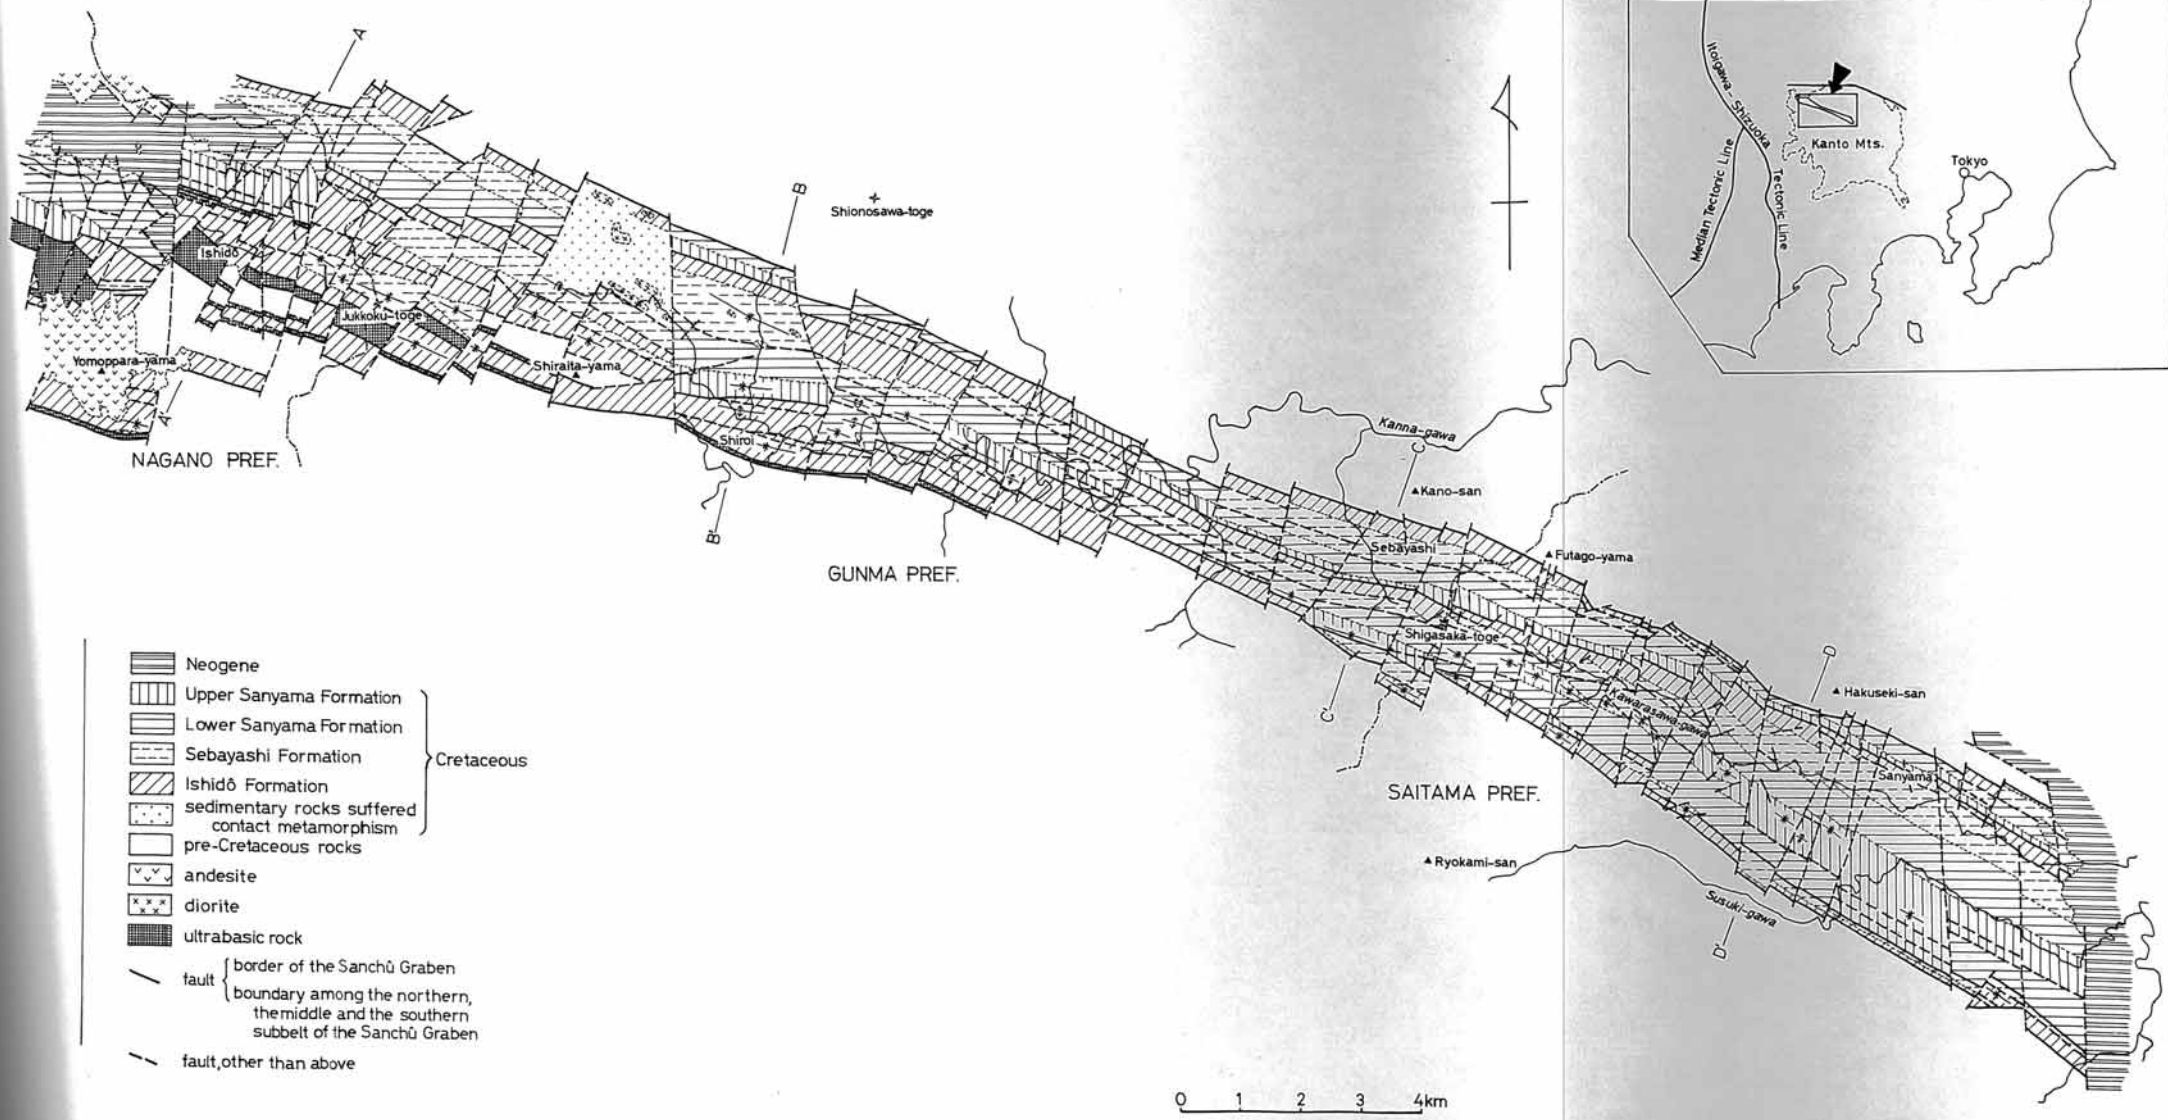 A
B
Shionosawa-toge
Ishidô
Jukkoku-toge
Yomoppara-yama
Shiraita-yama
A'
Shiroi
NAGANO PREF.
B'
GUNMA PREF.
Kanna-gawa
C
Kano-san
Sebayashi
Futago-yama
Shigasaka-toge
C'
Kawarasawa-gawa
D
Hakuseki-san
Sanyama
SAITAMA PREF.
Ryokami-san
Susuki-gawa
D'
Itoigawa-Shizuoka
Tectonic Line
Median Tectonic Line
Kanto Mts.
Tokyo
Neogene
Upper Sanyama Formation
Lower Sanyama Formation
Sebayashi Formation
Ishidô Formation
sedimentary rocks suffered
contact metamorphism
Cretaceous
pre-Cretaceous rocks
andesite
diorite
ultrabasic rock
fault
border of the Sanchû Graben
boundary among the northern,
themiddle and the southern
subbelt of the Sanchû Graben
fault,other than above
0 1 2 3 4km